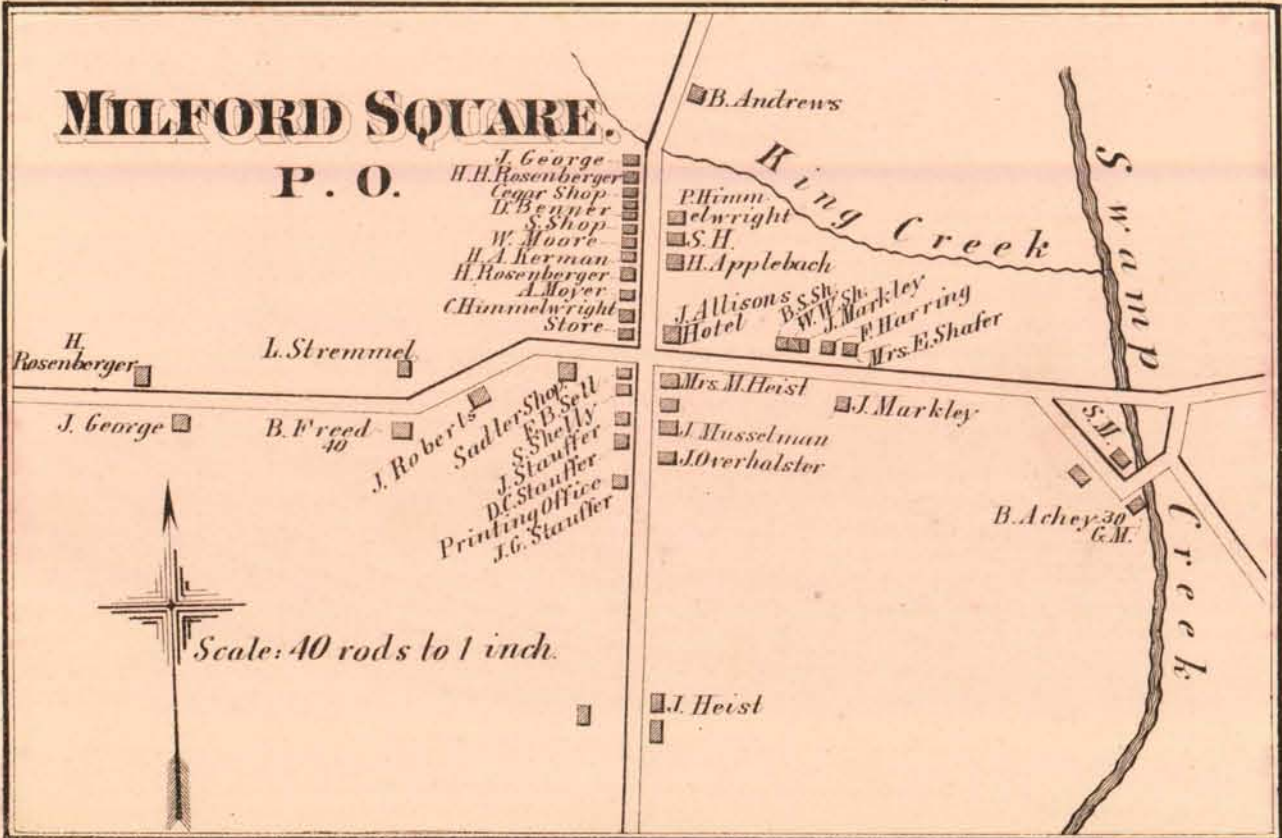 MILFORD SQUARE.
P. O.
B. Andrews
J. George
H.H. Rosenberger
Cegar Shop
D. Benner
S. Shop
W. Moore
H. A. Kerman
H. Rosenberger
A. Moyer
C. Himmelwright
Store
P. Himm-
elwright
S. H.
H. Applebach
King Creek
Swamp Creek
J. Allisons
Hotel
B. S. Sh.
W. W. Sh.
J. Markley
F. Harring
Mrs. E. Shafer
H.
Rosenberger
L. Stremmel
J. George
B. Freed
40
J. Roberts
Sadler Shop
E. B. Sell
S. Shelly
J. Stauffer
D. C. Stauffer
Printing Office
J. G. Stauffer
Mrs. M. Heist
J. Musselman
J. Overhalster
J. Markley
S. M.
B. Achey 30
G. M.
Scale: 40 rods to 1 inch.
J. Heist